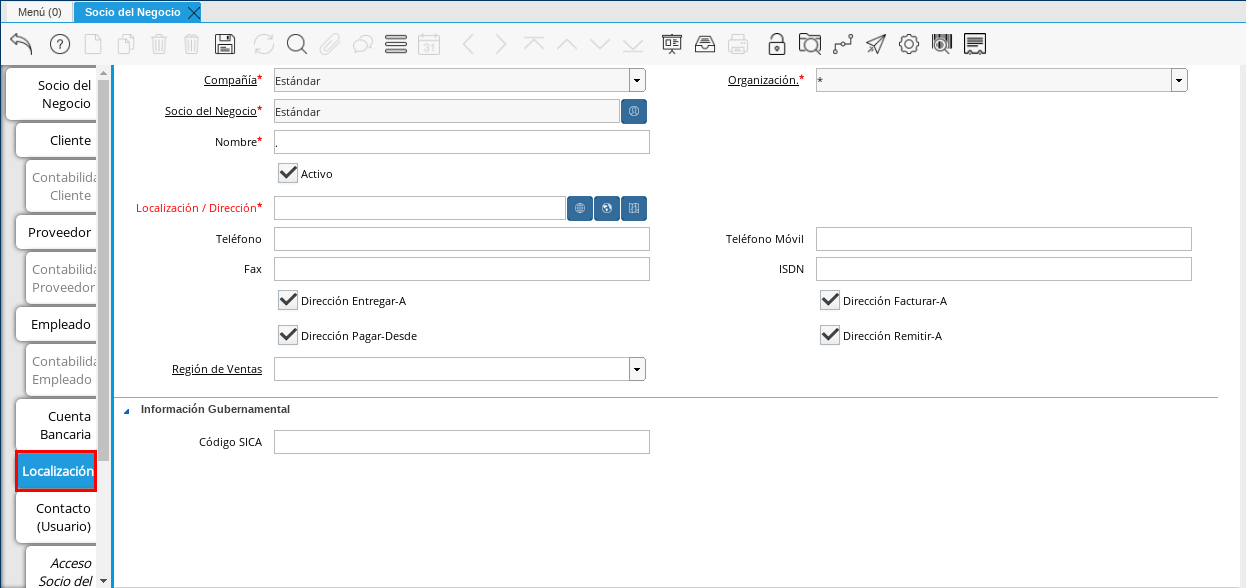 Menú (0)
Socio del Negocio
31
Socio del
Negocio
Cliente
Contabilida
Cliente
Proveedor
Contabilida
Proveedor
Empleado
Contabilida
Empleado
Cuenta
Bancaria
Localización
Contacto
(Usuario)
Acceso
Socio del
Compañía* Estándar Organización.* *
Socio del Negocio* Estándar
Nombre* .
Activo
Localización / Dirección*
Teléfono Teléfono Móvil
Fax ISDN
Dirección Entregar-A Dirección Facturar-A
Dirección Pagar-Desde Dirección Remitir-A
Región de Ventas
Información Gubernamental
Código SICA